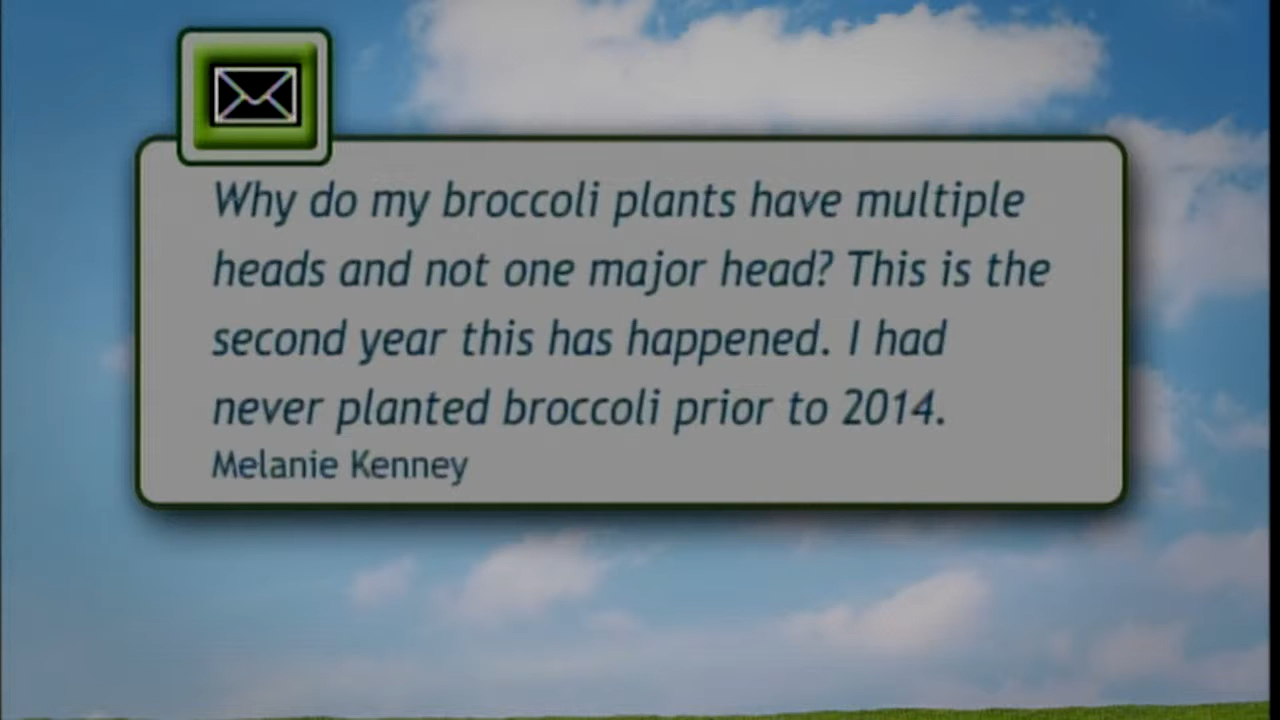 Why do my broccoli plants have multiple
heads and not one major head? This is the
second year this has happened. I had
never planted broccoli prior to 2014.
Melanie Kenney